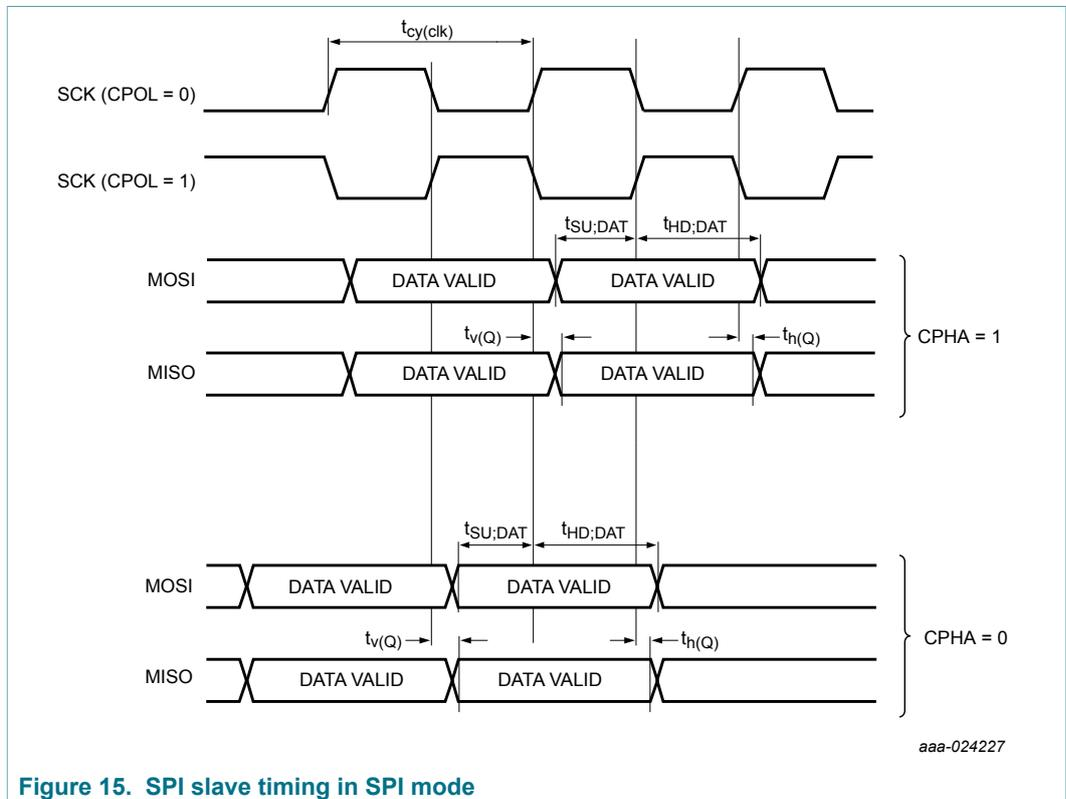 tcy(clk)
SCK (CPOL = 0)
SCK (CPOL = 1)
tSU;DAT tHD;DAT
MOSI DATA VALID DATA VALID
tv(Q) th(Q)
CPHA = 1
MISO DATA VALID DATA VALID
tSU;DAT tHD;DAT
MOSI DATA VALID DATA VALID
tv(Q) th(Q)
CPHA = 0
MISO DATA VALID DATA VALID
aaa-024227
Figure 15. SPI slave timing in SPI mode